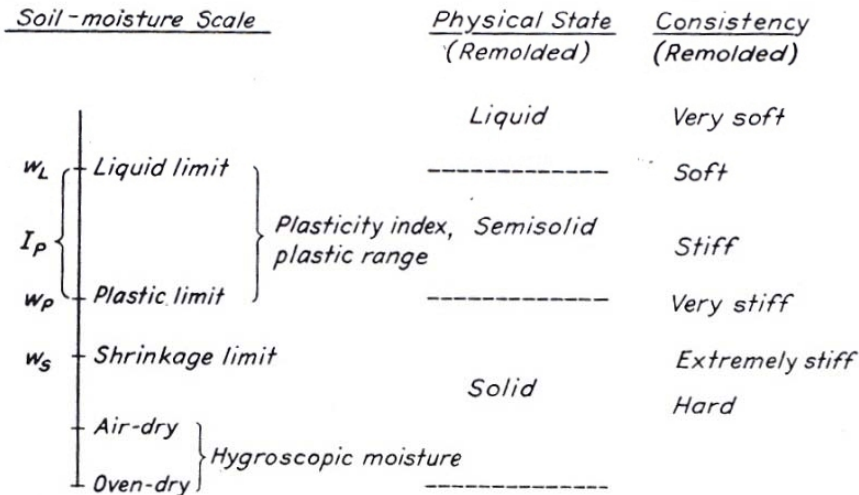 Soil-moisture Scale Physical State Consistency
(Remolded) (Remolded)
Liquid Very soft
w_L Liquid limit Soft
Plasticity index, Semisolid
I_P plastic range Stiff
w_P Plastic limit Very stiff
w_S Shrinkage limit Extremely stiff
Solid
Hard
Air-dry
Hygroscopic moisture
Oven-dry